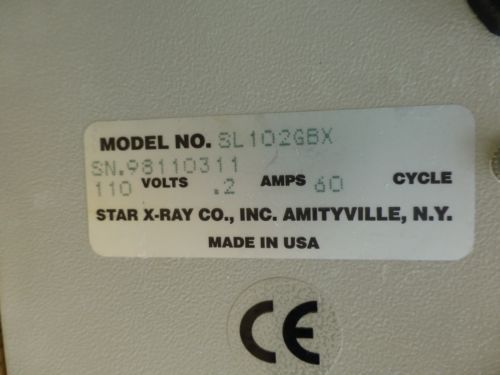 MODEL NO. SL102GBX
SN.98110311
110 VOLTS .2 AMPS 60 CYCLE
STAR X-RAY CO., INC. AMITYVILLE, N.Y.
MADE IN USA
CE